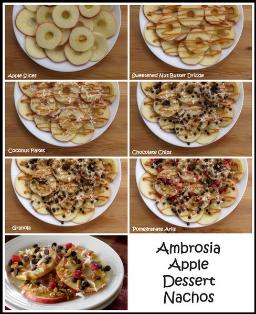 Apple Slices
Sweetened Nut Butter Drizzle
Coconut Flakes
Chocolate Chips
Granola
Pomegranate Arils
Ambrosia
Apple
Dessert
Nachos